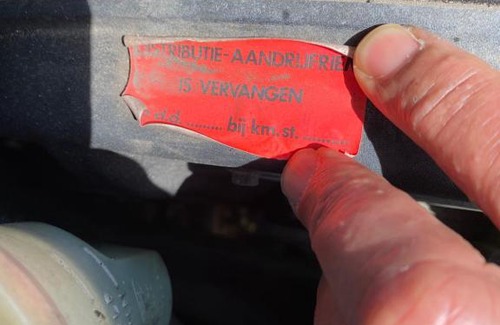 DISTRIBUTIE-AANDRIJFRIEM
IS VERVANGEN
d.d. ......... bij km.st. ...........